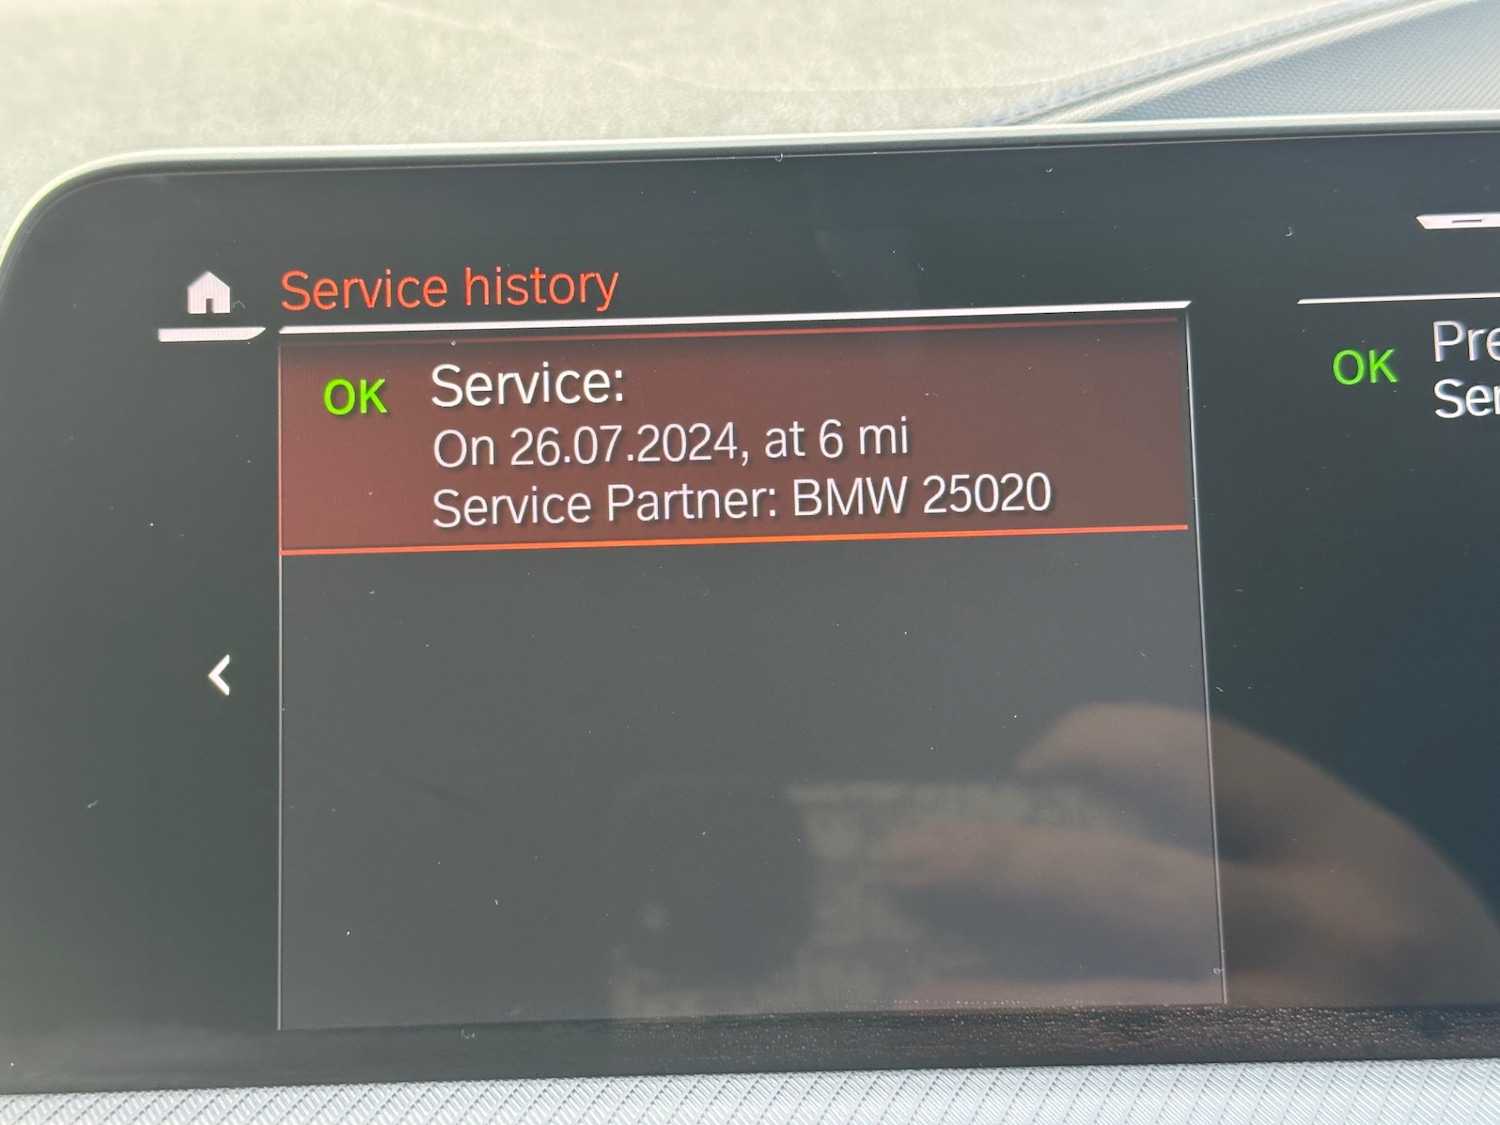 Service history
OK Service:
On 26.07.2024, at 6 mi
Service Partner: BMW 25020
OK